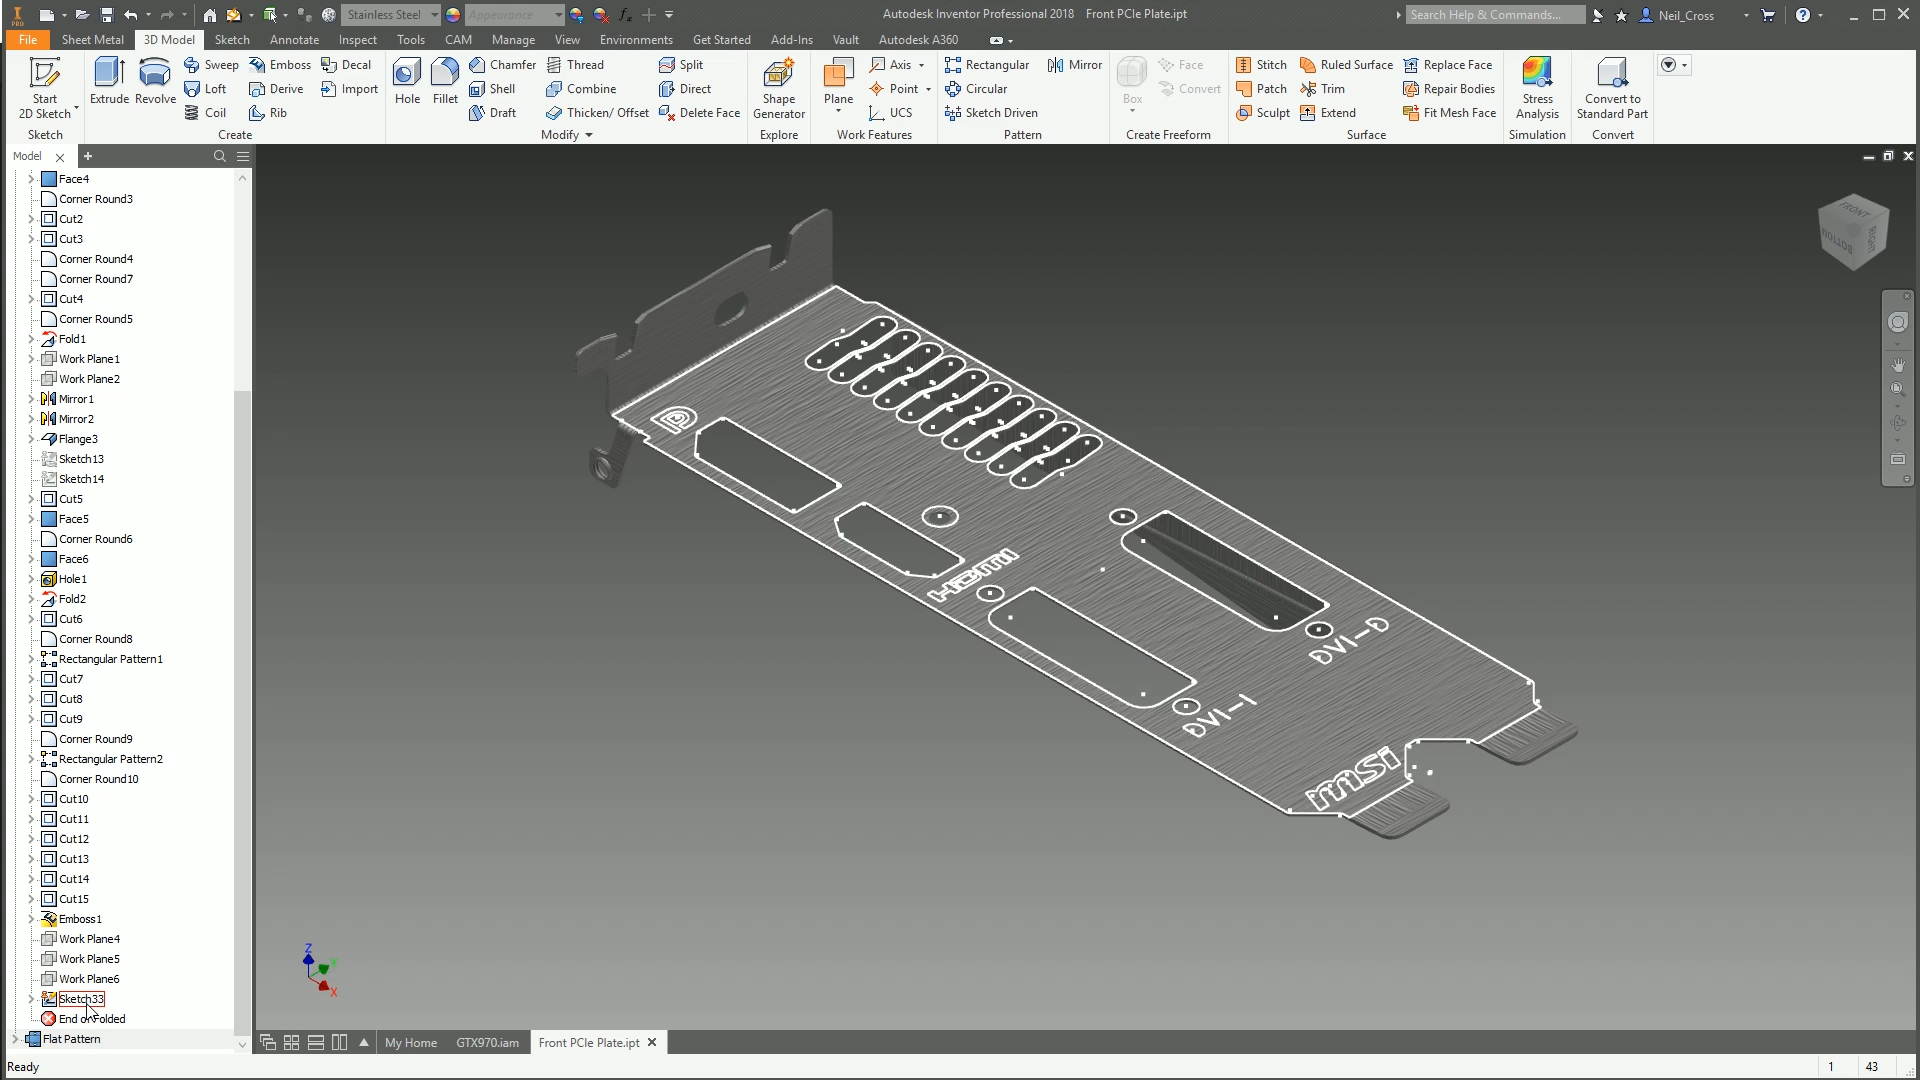 PRO
Stainless Steel
Appearance
Autodesk Inventor Professional 2018 Front PCIe Plate.ipt
Search Help & Commands...
Neil_Cross
File
Sheet Metal
3D Model
Sketch
Annotate
Inspect
Tools
CAM
Manage
View
Environments
Get Started
Add-Ins
Vault
Autodesk A360
Start
2D Sketch
Sketch
Extrude
Revolve
Sweep
Loft
Coil
Emboss
Derive
Rib
Decal
Import
Create
Hole
Fillet
Chamfer
Shell
Draft
Thread
Combine
Thicken/ Offset
Split
Direct
Delete Face
Modify
Shape
Generator
Explore
Plane
Axis
Point
UCS
Work Features
Rectangular
Circular
Sketch Driven
Mirror
Pattern
Box
Face
Convert
Create Freeform
Stitch
Patch
Sculpt
Ruled Surface
Trim
Extend
Replace Face
Repair Bodies
Fit Mesh Face
Surface
Stress
Analysis
Simulation
Convert to
Standard Part
Convert
Model
Face4
Corner Round3
Cut2
Cut3
Corner Round4
Corner Round7
Cut4
Corner Round5
Fold1
Work Plane1
Work Plane2
Mirror1
Mirror2
Flange3
Sketch13
Sketch14
Cut5
Face5
Corner Round6
Face6
Hole1
Fold2
Cut6
Corner Round8
Rectangular Pattern1
Cut7
Cut8
Cut9
Corner Round9
Rectangular Pattern2
Corner Round10
Cut10
Cut11
Cut12
Cut13
Cut14
Cut15
Emboss1
Work Plane4
Work Plane5
Work Plane6
Sketch33
End of Folded
Flat Pattern
FRONT
BOTTOM
RIGHT
HDMI
DVI-D
DVI-I
msi
Z
Y
X
My Home
GTX970.iam
Front PCIe Plate.ipt
Ready
1
43